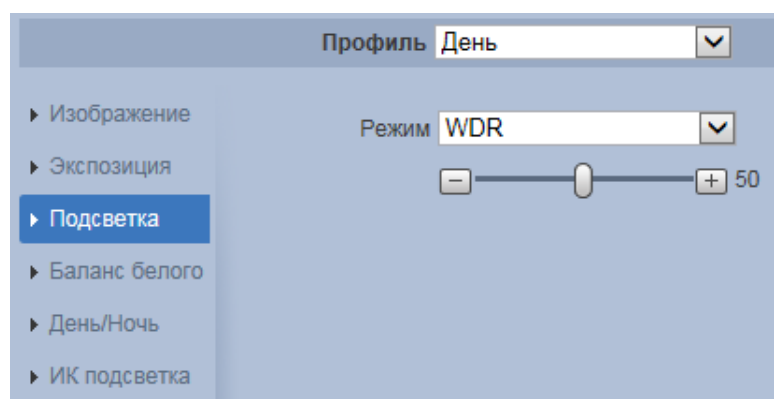 Профиль День
Изображение
Режим WDR
Экспозиция
50
Подсветка
Баланс белого
День/Ночь
ИК подсветка